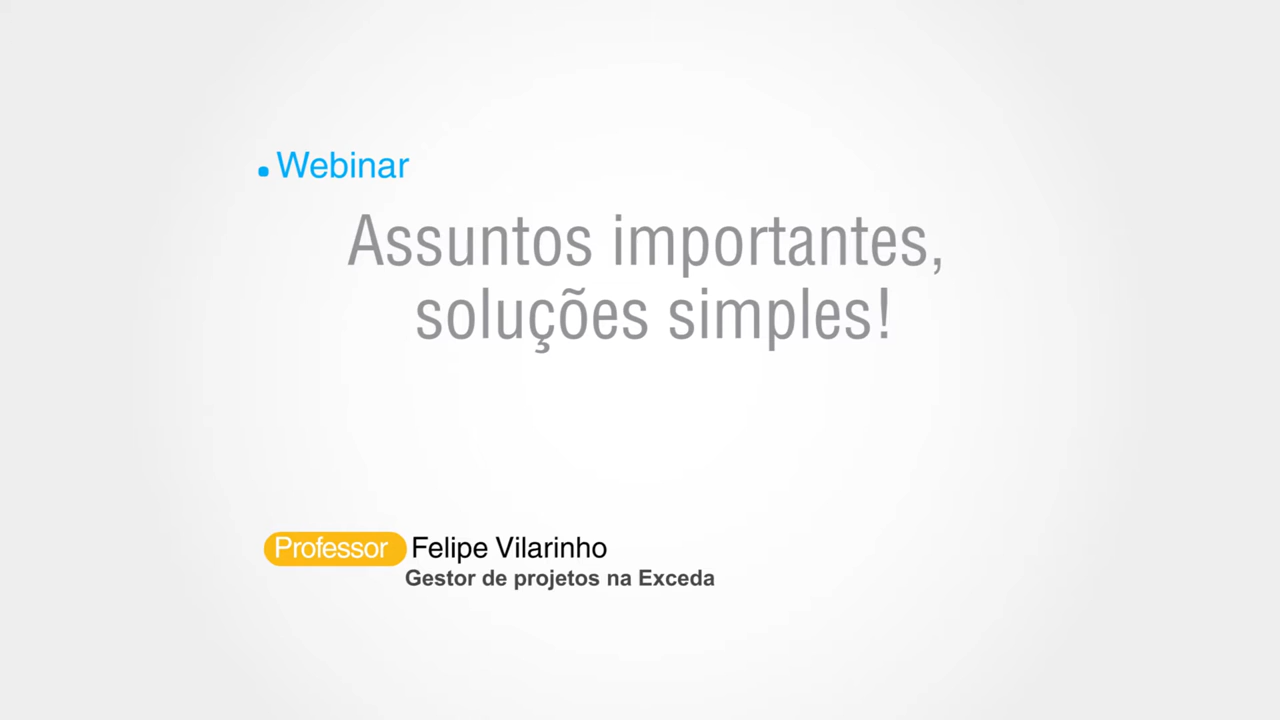 Webinar
Assuntos importantes,
soluções simples!
Professor Felipe Vilarinho
Gestor de projetos na Exceda